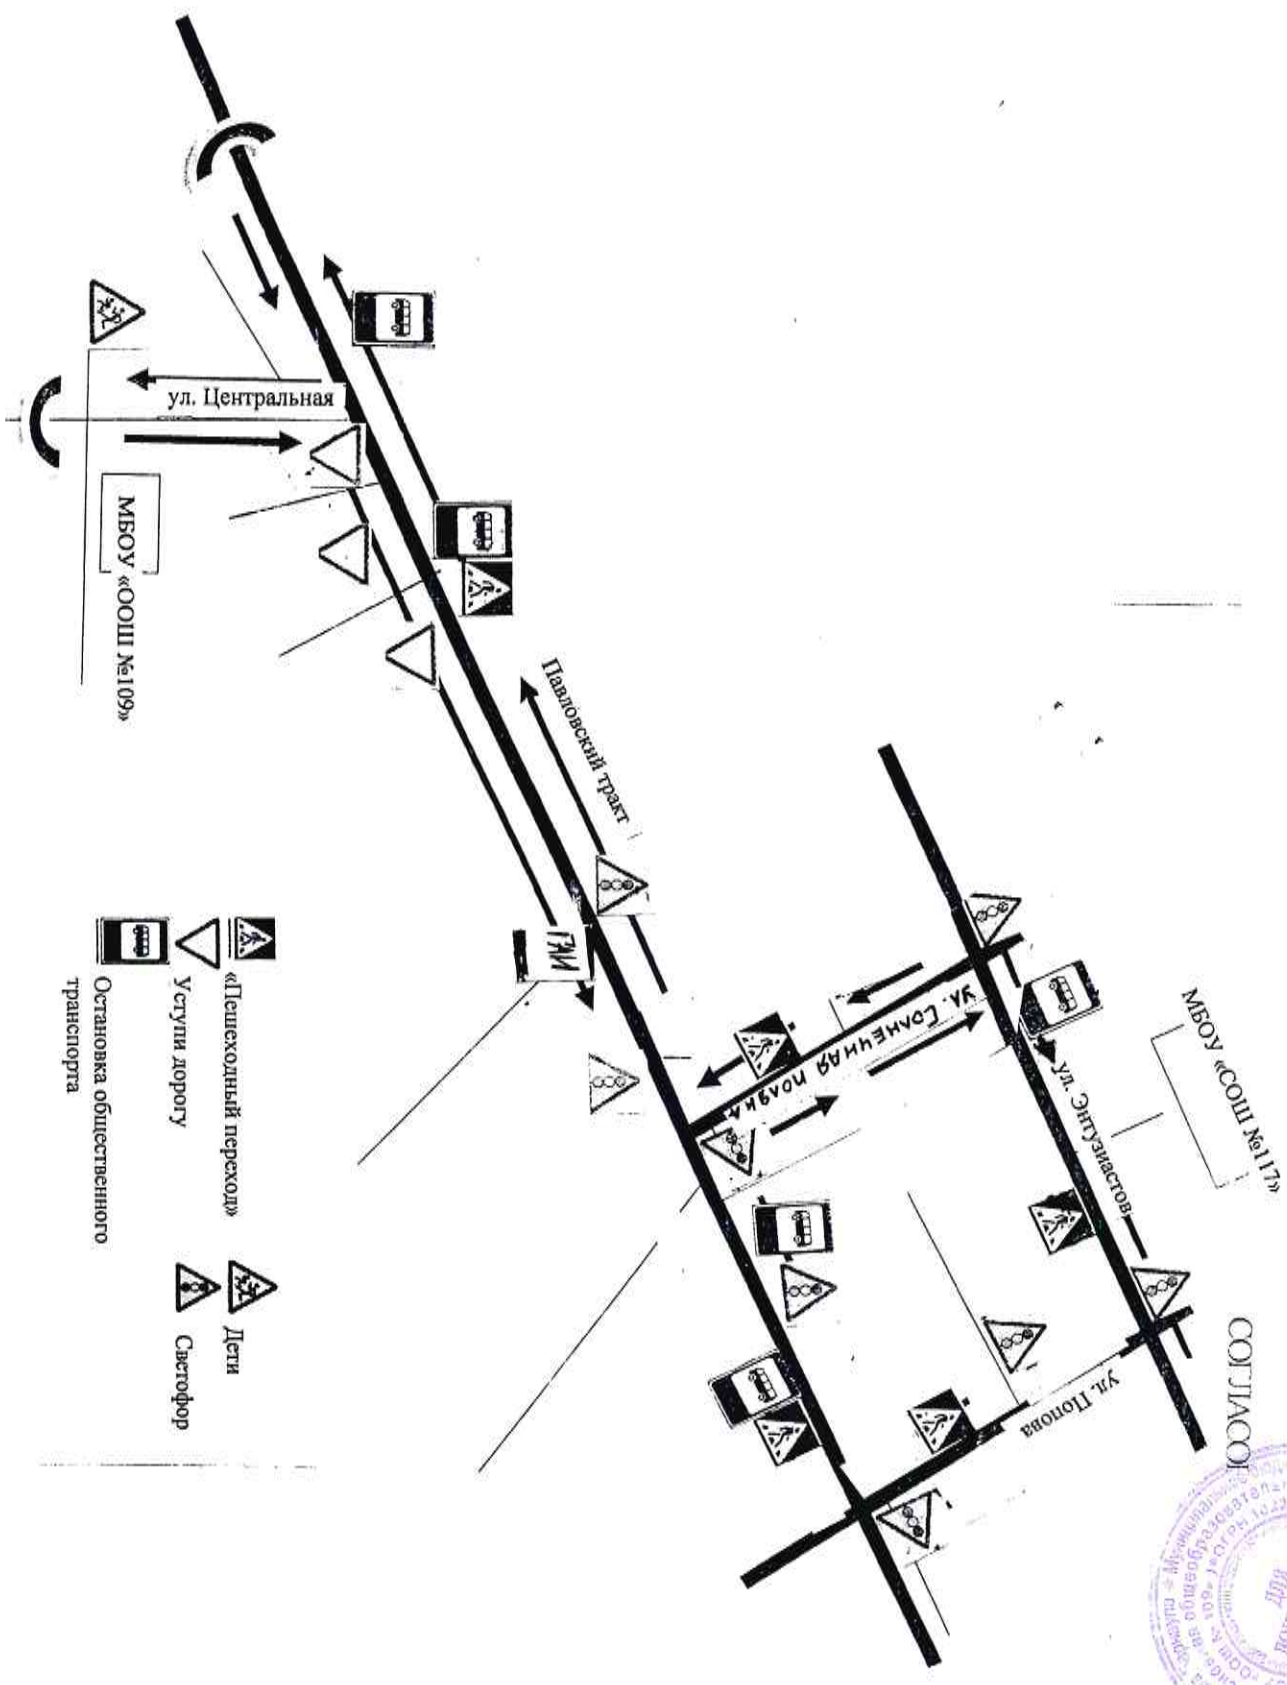 СОГЛАСОВ
МБОУ «СОШ №117»
ул. Энтузиастов
ул. Попова
ул. Солнечная поляна
Павловский тракт
ГАИ
ул. Центральная
МБОУ «ООШ №109»
«Пешеходный переход»
Уступи дорогу
Остановка общественного
транспорта
Дети
Светофор